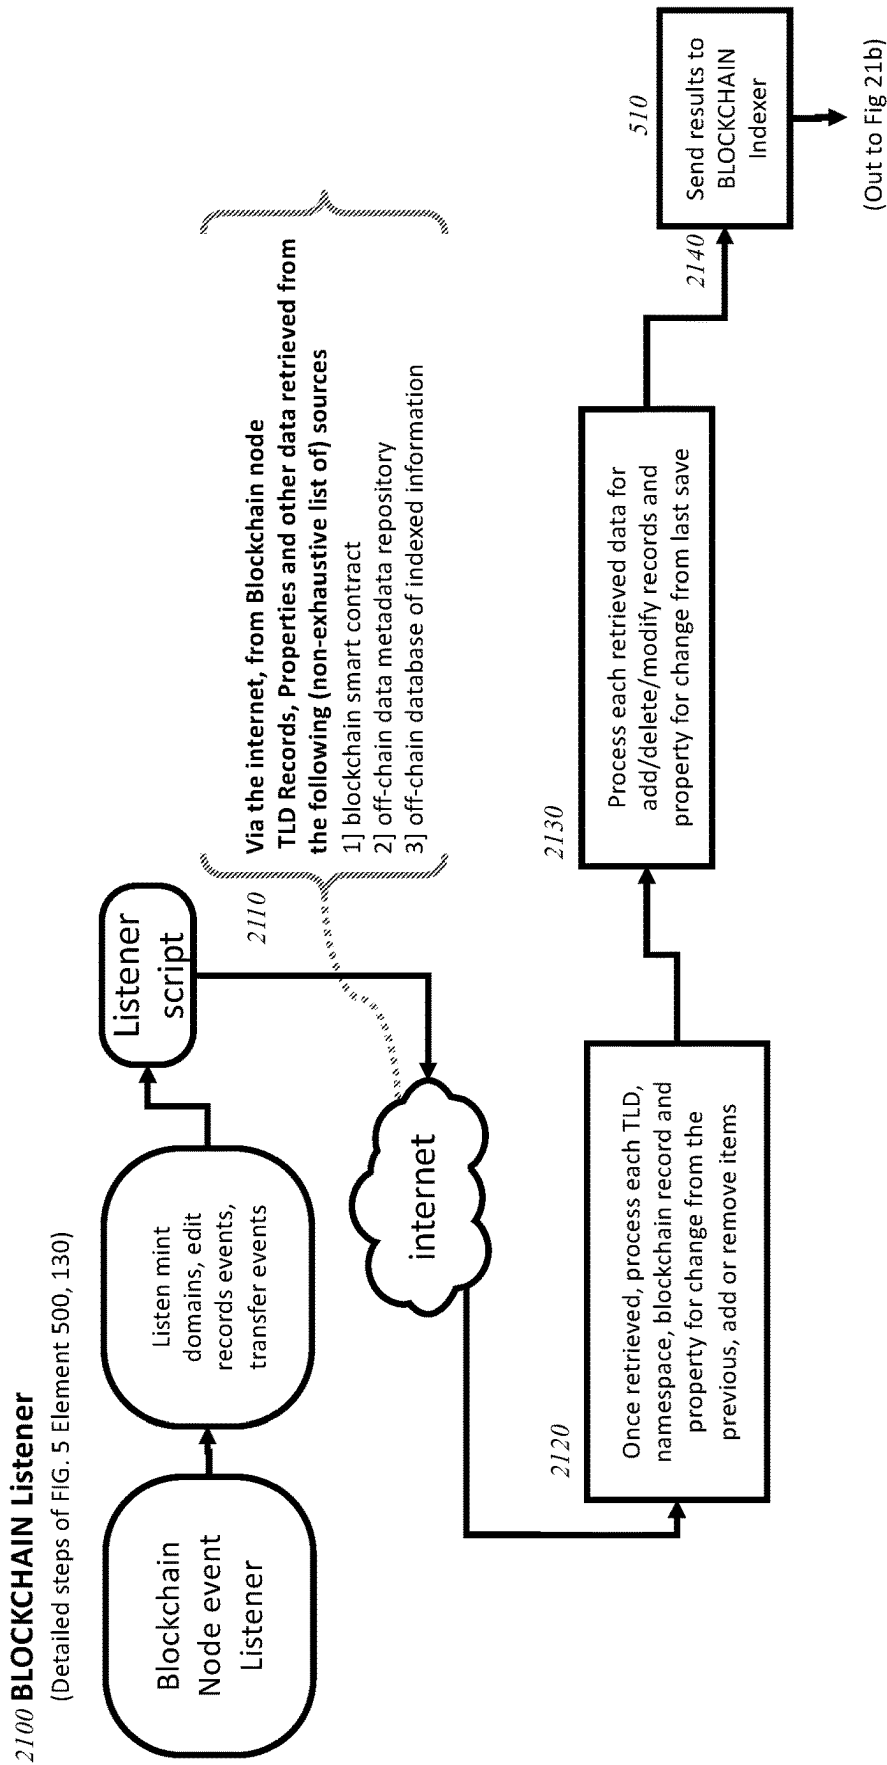 2100 BLOCKCHAIN Listener
(Detailed steps of FIG. 5 Element 500, 130)
Blockchain
Node event
Listener
Listen mint
domains, edit
records events,
transfer events
Listener
script
2110
Via the internet, from Blockchain node
TLD Records, Properties and other data retrieved from
the following (non-exhaustive list of) sources
1] blockchain smart contract
2] off-chain data metadata repository
3] off-chain database of indexed information
internet
2120
Once retrieved, process each TLD,
namespace, blockchain record and
property for change from the
previous, add or remove items
2130
Process each retrieved data for
add/delete/modify records and
property for change from last save
2140
510
Send results to
BLOCKCHAIN
Indexer
(Out to Fig 21b)